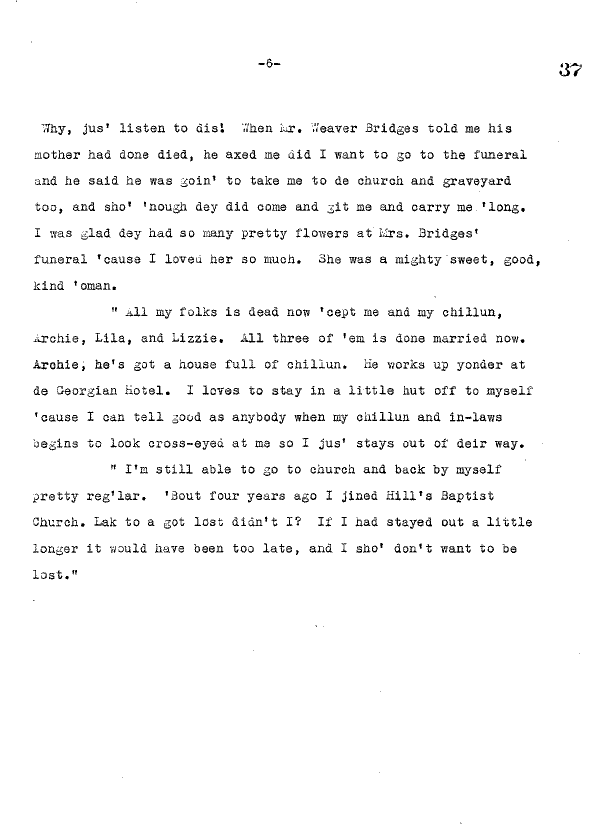 -6-
37
Why, jus' listen to dis! When Mr. Weaver Bridges told me his
mother had done died, he axed me did I want to go to the funeral
and he said he was goin' to take me to de church and graveyard
too, and sho' 'nough dey did come and git me and carry me 'long.
I was glad dey had so many pretty flowers at Mrs. Bridges'
funeral 'cause I loved her so much. She was a mighty sweet, good,
kind 'oman.
" All my folks is dead now 'cept me and my chillun,
Archie, Lila, and Lizzie. All three of 'em is done married now.
Archie, he's got a house full of chillun. He works up yonder at
de Georgian Hotel. I loves to stay in a little hut off to myself
'cause I can tell good as anybody when my chillun and in-laws
begins to look cross-eyed at me so I jus' stays out of deir way.
" I'm still able to go to church and back by myself
pretty reg'lar. 'Bout four years ago I jined Hill's Baptist
Church. Lak to a got lost didn't I? If I had stayed out a little
longer it would have been too late, and I sho' don't want to be
lost."